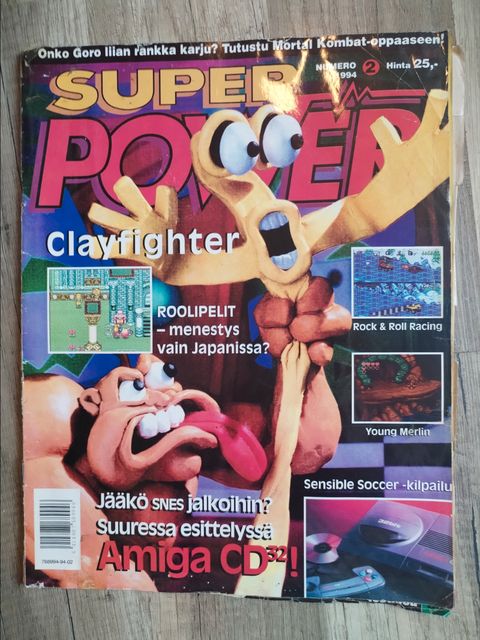 Onko Goro liian rankka karju? Tutustu Mortal Kombat-oppaaseen!
SUPER
POWER
NUMERO
1994
2
Hinta 25,-
Clayfighter
ROOLIPELIT
– menestys
vain Japanissa?
Rock & Roll Racing
Young Merlin
Sensible Soccer -kilpailu
Jääkö SNES jalkoihin?
Suuressa esittelyssä
Amiga CD³²!